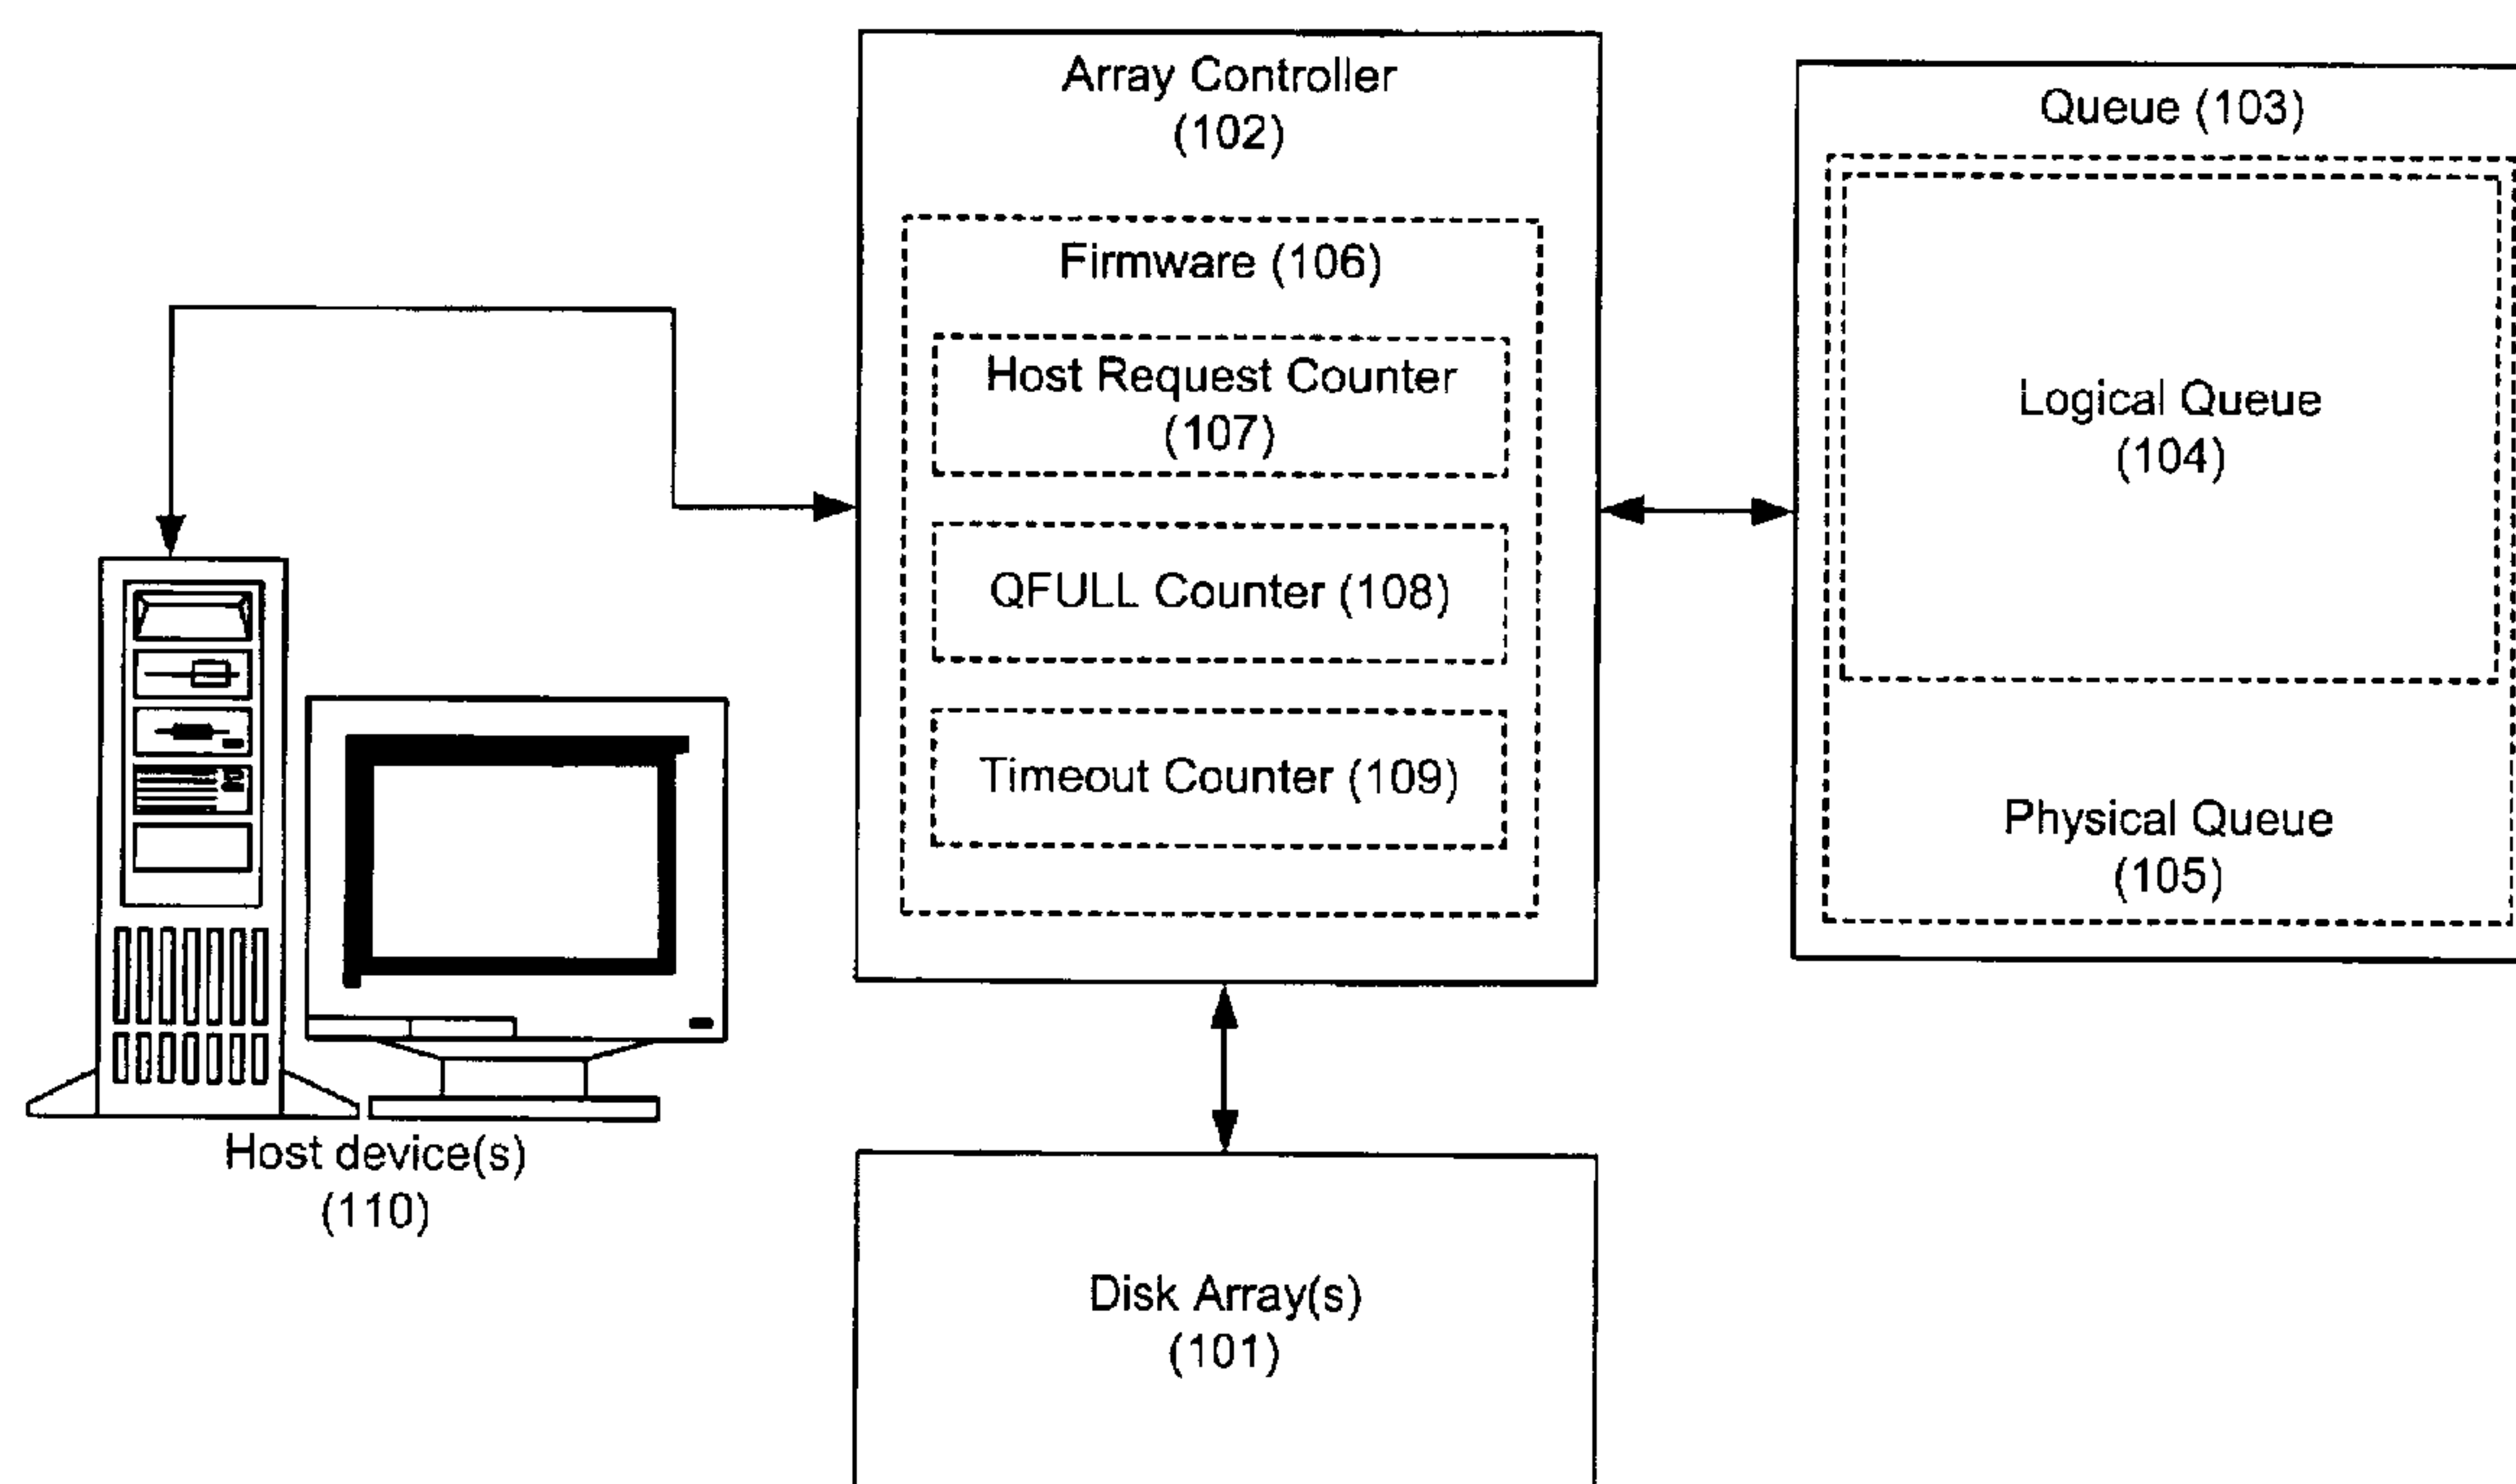 Array Controller
(102)
Firmware (106)
Host Request Counter
(107)
QFULL Counter (108)
Timeout Counter (109)
Queue (103)
Logical Queue
(104)
Physical Queue
(105)
Host device(s)
(110)
Disk Array(s)
(101)